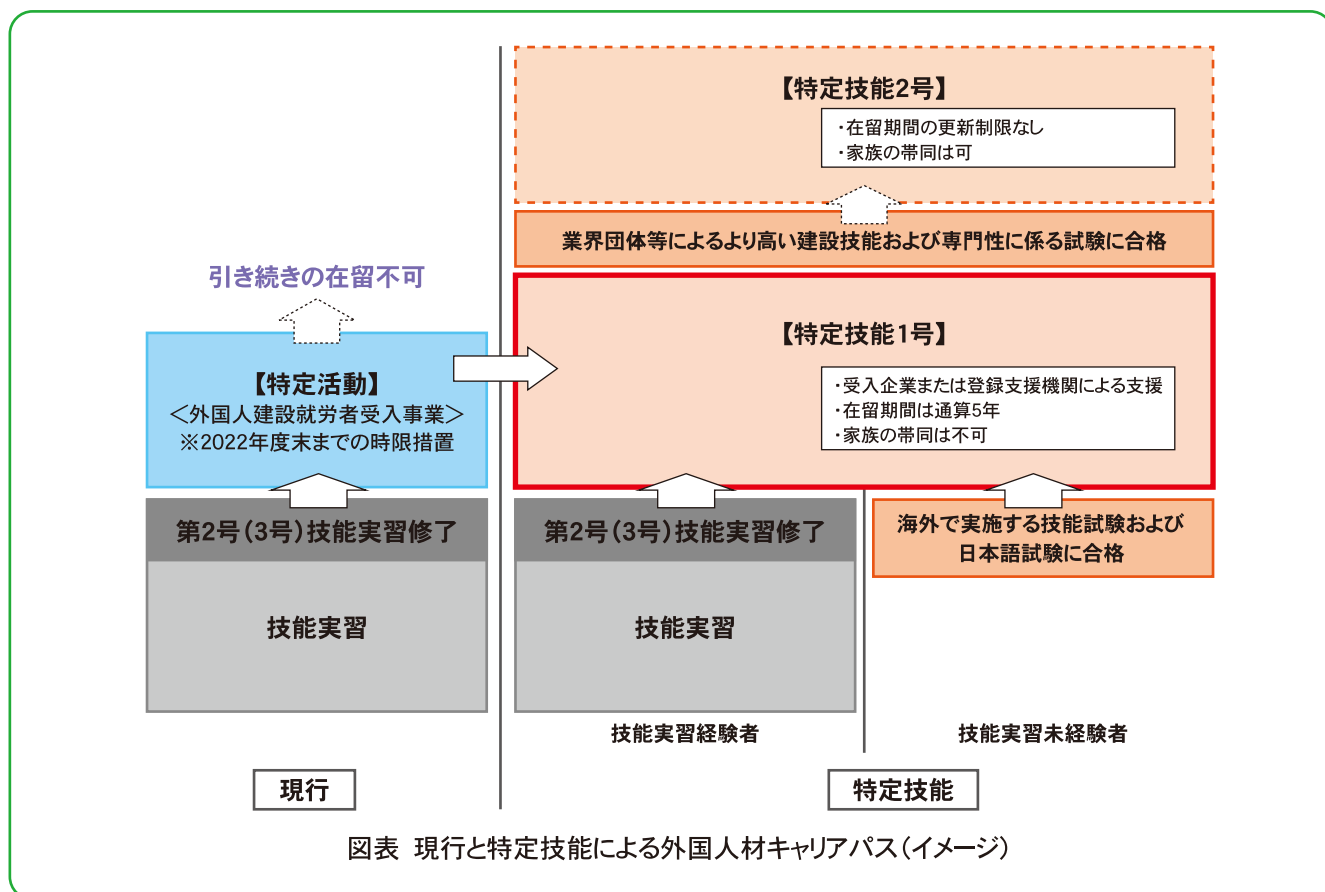 【特定技能2号】
・在留期間の更新制限なし
・家族の帯同は可
業界団体等によるより高い建設技能および専門性に係る試験に合格
引き続きの在留不可
【特定活動】
＜外国人建設就労者受入事業＞
※2022年度末までの時限措置
【特定技能1号】
・受入企業または登録支援機関による支援
・在留期間は通算5年
・家族の帯同は不可
第2号（3号）技能実習修了
技能実習
第2号（3号）技能実習修了
技能実習
海外で実施する技能試験および
日本語試験に合格
技能実習経験者
技能実習未経験者
現行
特定技能
図表 現行と特定技能による外国人材キャリアパス（イメージ）